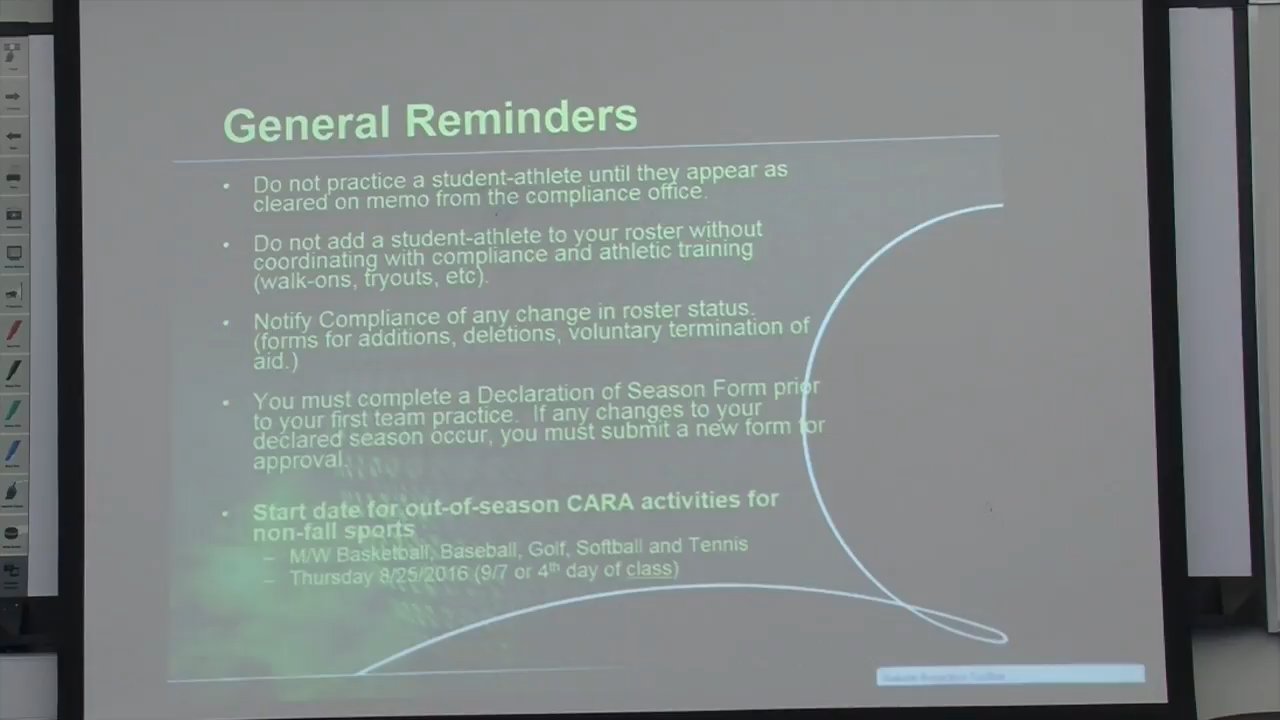 General Reminders
• Do not practice a student-athlete until they appear as
cleared on memo from the compliance office.
• Do not add a student-athlete to your roster without
coordinating with compliance and athletic training
(walk-ons, tryouts, etc).
• Notify Compliance of any change in roster status.
(forms for additions, deletions, voluntary termination of
aid.)
• You must complete a Declaration of Season Form prior
to your first team practice. If any changes to your
declared season occur, you must submit a new form for
approval.
• Start date for out-of-season CARA activities for
non-fall sports
– M/W Basketball, Baseball, Golf, Softball and Tennis
– Thursday 8/25/2016 (9/7 or 4th day of class)